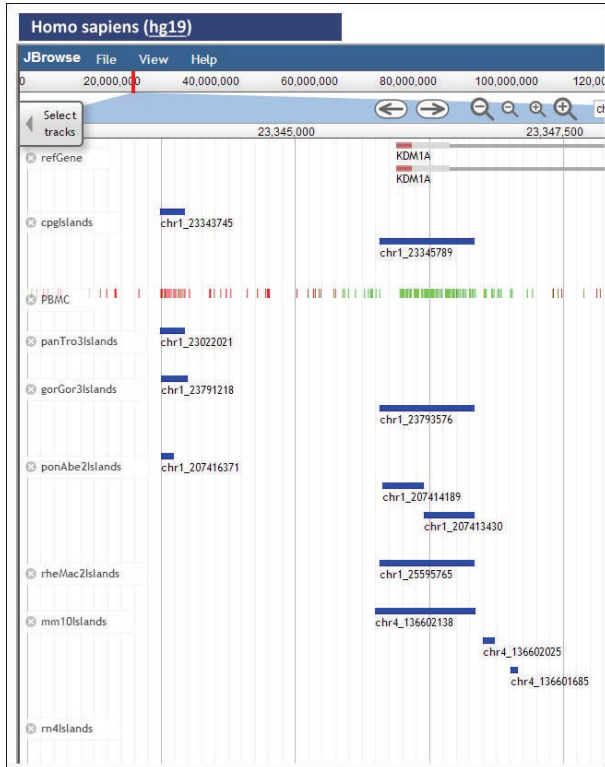 Homo sapiens (hg19)
JBrowse File View Help
0 20,000,000 40,000,000 60,000,000 80,000,000 100,000,000 120,0
Select
tracks
ch
23,345,000 23,347,500
refGene
KDM1A
KDM1A
cpgIslands
chr1_23343745
chr1_23345789
PBMC
panTro3Islands
chr1_23022021
gorGor3Islands
chr1_23791218
chr1_23793576
ponAbe2Islands
chr1_207416371
chr1_207414189
chr1_207413430
rheMac2Islands
chr1_25595765
mm10Islands
chr4_136602138
chr4_136602025
chr4_136601685
rn4Islands